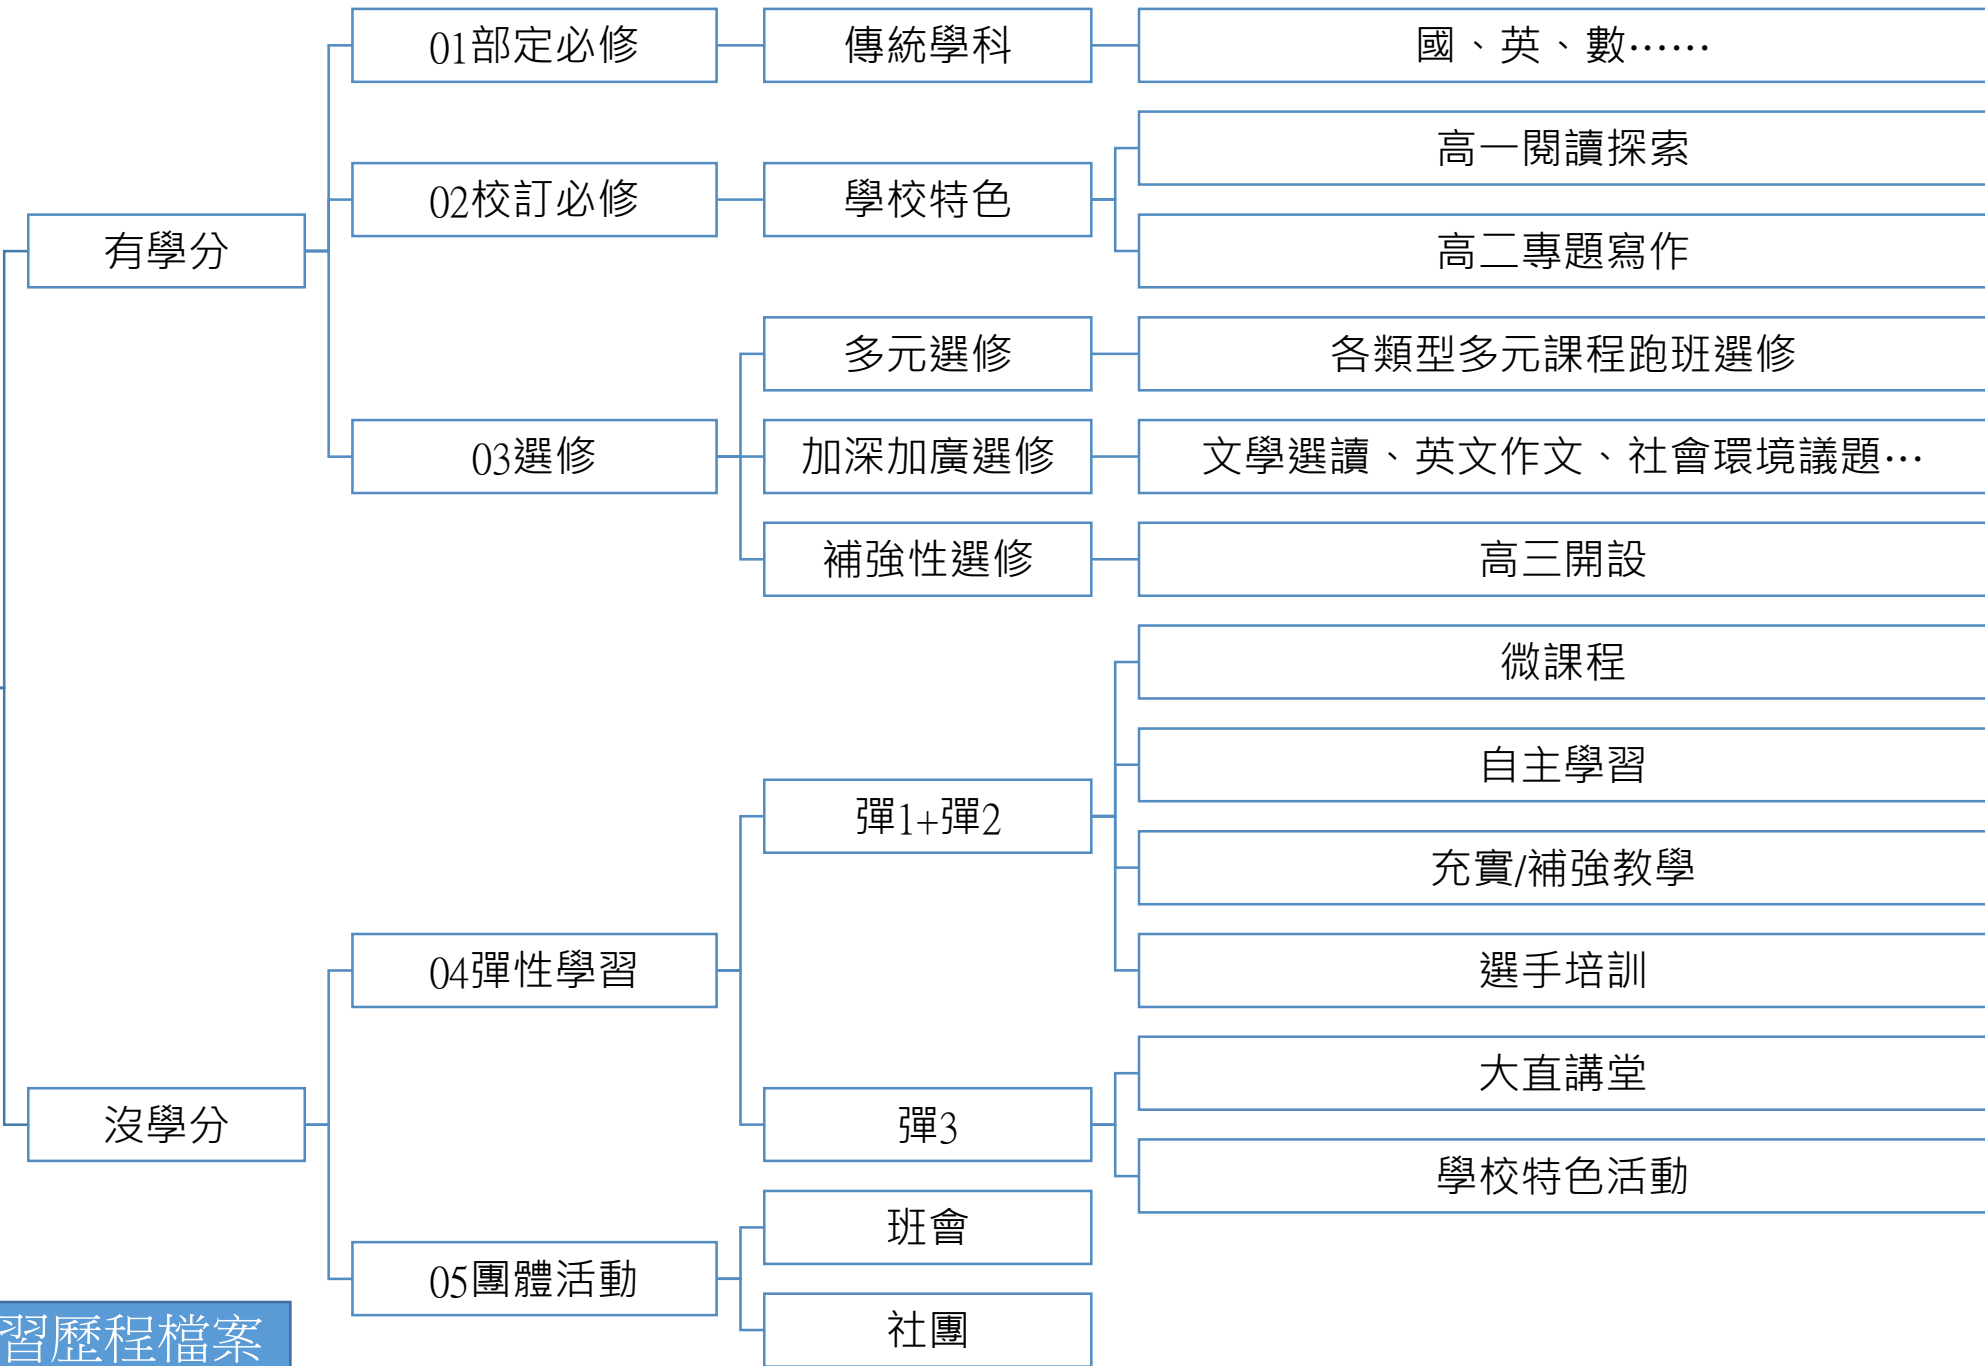 有學分
01部定必修
傳統學科
國、英、數……
02校訂必修
學校特色
高一閱讀探索
高二專題寫作
03選修
多元選修
各類型多元課程跑班選修
加深加廣選修
文學選讀、英文作文、社會環境議題…
補強性選修
高三開設
沒學分
04彈性學習
彈1+彈2
微課程
自主學習
充實/補強教學
選手培訓
彈3
大直講堂
學校特色活動
05團體活動
班會
社團
習歷程檔案